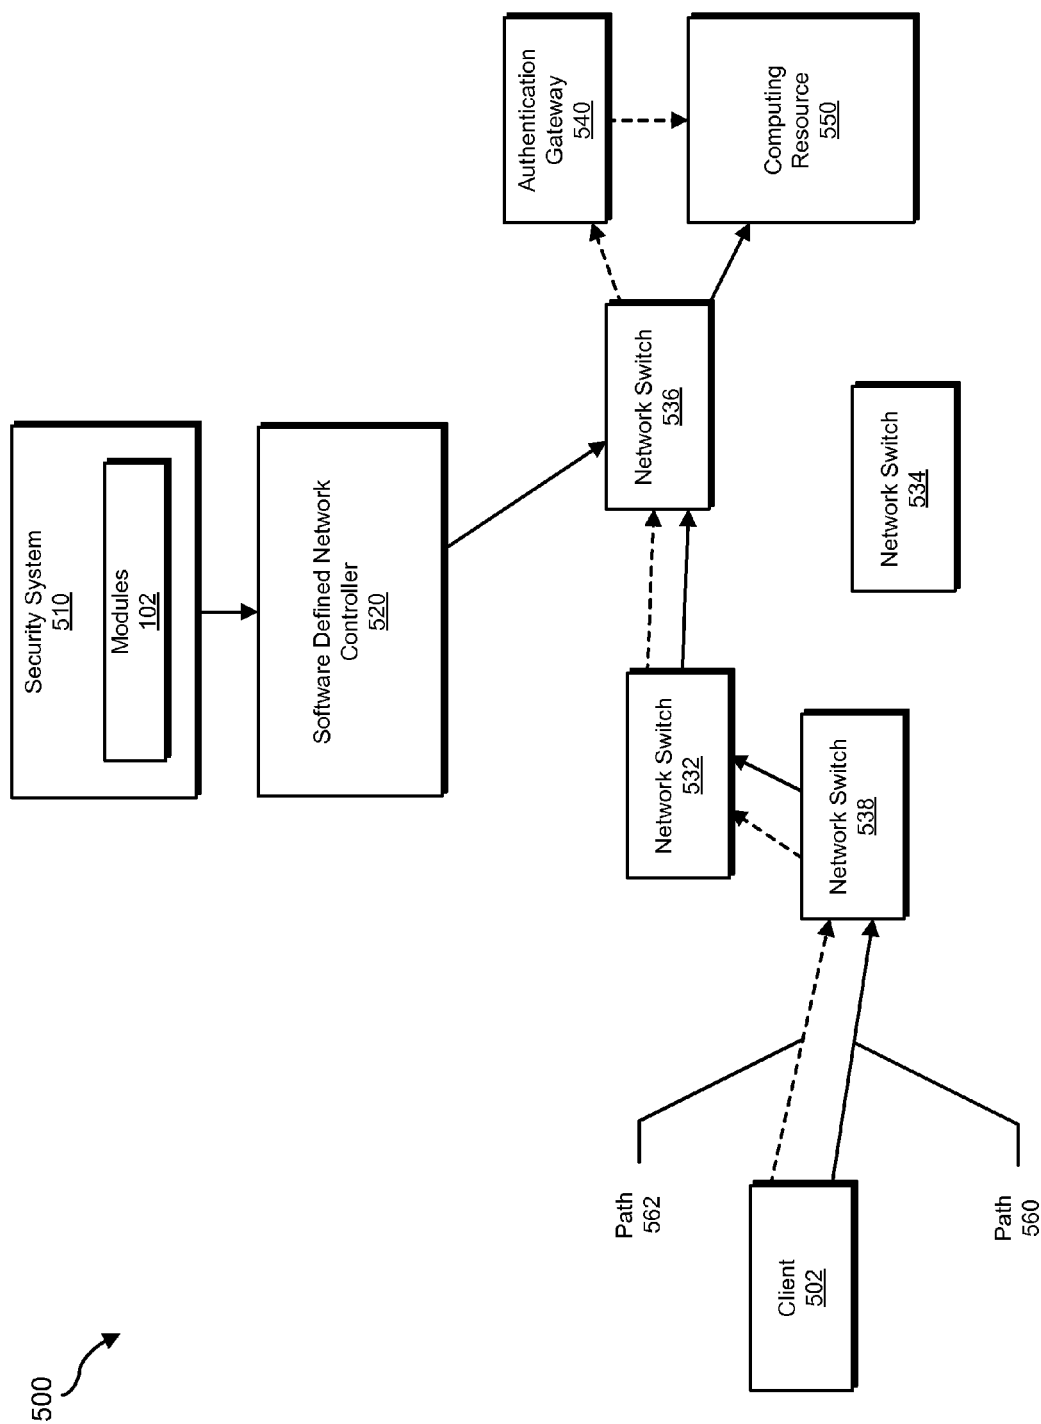 500
Security System
510
Modules
102
Software Defined Network
Controller
520
Authentication
Gateway
540
Computing
Resource
550
Network Switch
536
Network Switch
534
Network Switch
532
Network Switch
538
Path
562
Path
560
Client
502